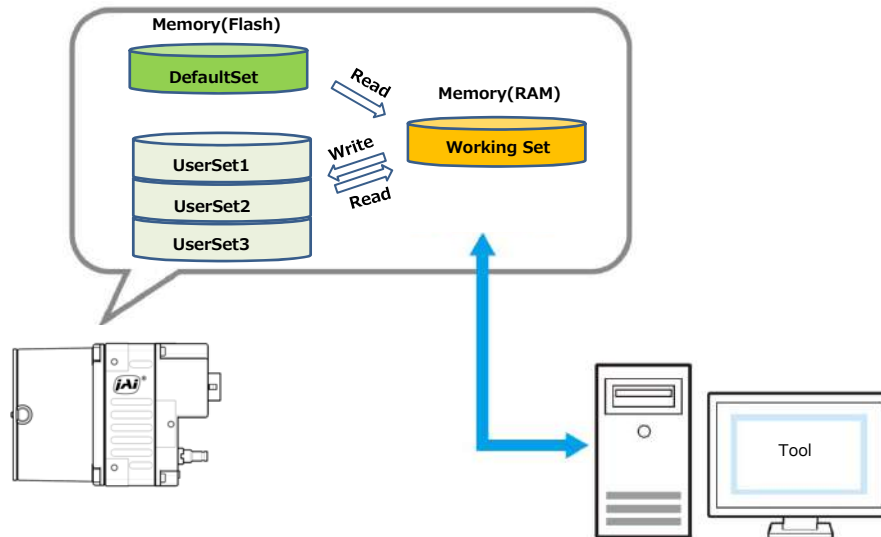 Memory(Flash)
DefaultSet
Read
Memory(RAM)
Working Set
Write
Read
UserSet1
UserSet2
UserSet3
jAi®
Tool